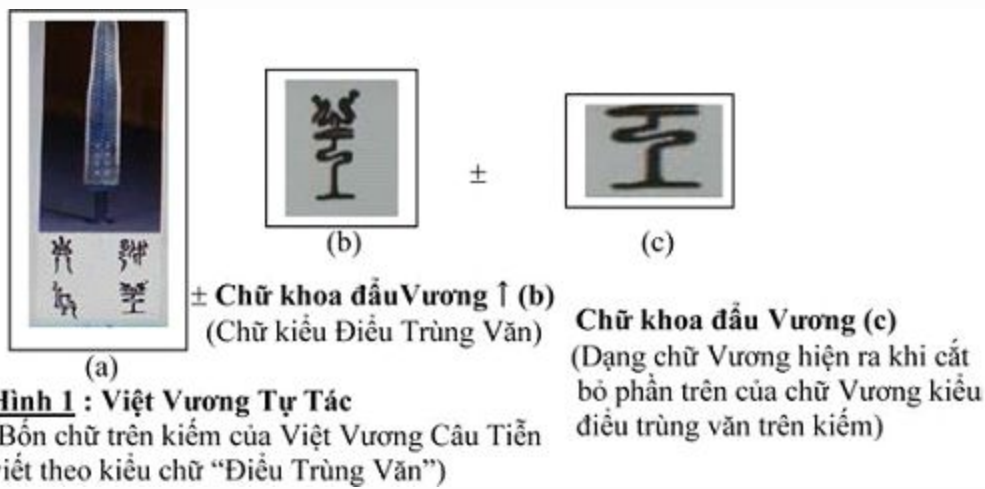 ±
(b)
(c)
± Chữ khoa đẩuVương ↑ (b)
(Chữ kiểu Điểu Trùng Văn)
Chữ khoa đẩu Vương (c)
(Dạng chữ Vương hiện ra khi cắt
bỏ phần trên của chữ Vương kiểu
điểu trùng văn trên kiếm)
(a)
Hình 1 : Việt Vương Tự Tác
Bốn chữ trên kiếm của Việt Vương Câu Tiễn
iết theo kiểu chữ “Điểu Trùng Văn”)